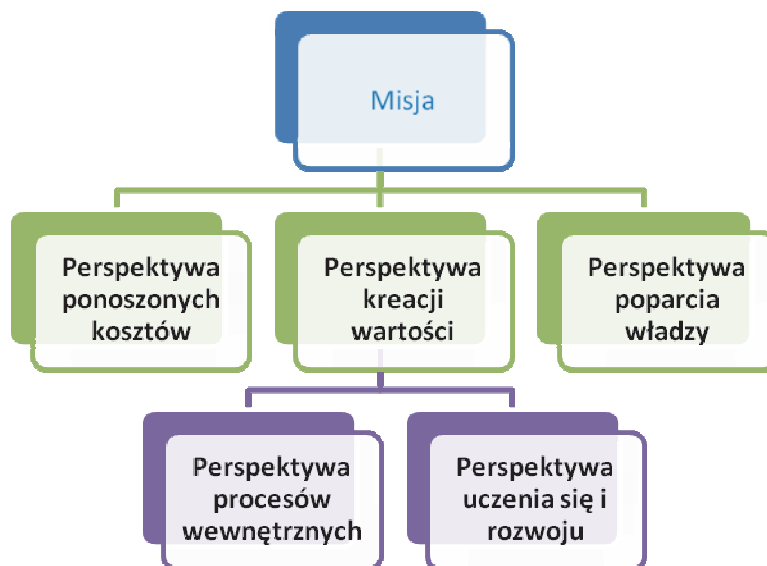 Misja
Perspektywa
ponoszonych
kosztów
Perspektywa
kreacji
wartości
Perspektywa
poparcia
władzy
Perspektywa
procesów
wewnętrznych
Perspektywa
uczenia się i
rozwoju